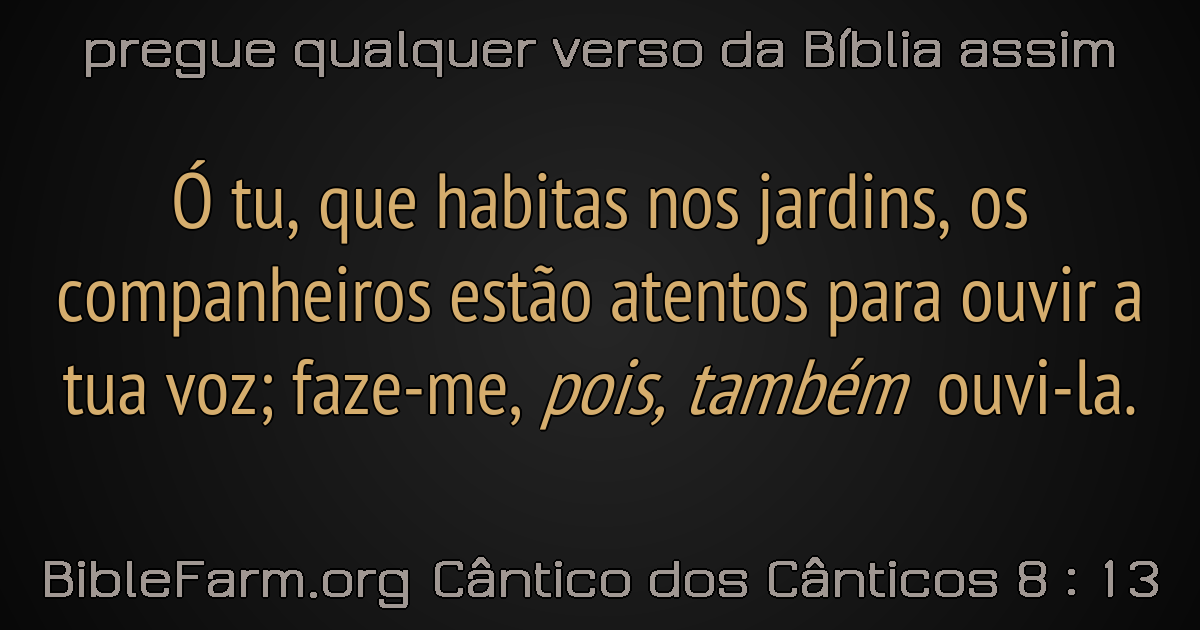 pregue qualquer verso da Bíblia assim
Ó tu, que habitas nos jardins, os
companheiros estão atentos para ouvir a
tua voz; faze-me, pois, também ouvi-la.
BibleFarm.org Cântico dos Cânticos 8 : 13